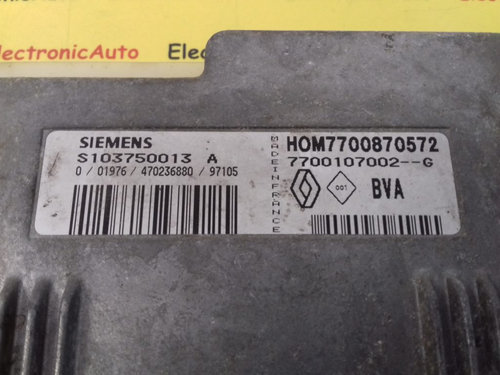 ElectronicAuto Elec
SIEMENS
S103750013 A
0 / 01976 / 470236880 / 97105
MADE IN FRANCE
HOM7700870572
7700107002--G
001
BVA